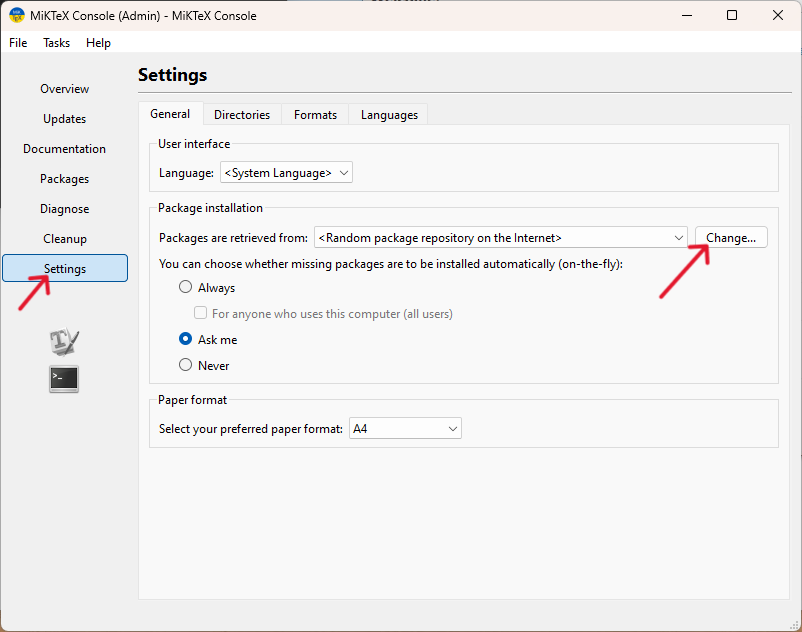 MiKTeX Console (Admin) - MiKTeX Console
File Tasks Help
Overview
Updates
Documentation
Packages
Diagnose
Cleanup
Settings
>_
Settings
General Directories Formats Languages
User interface
Language: <System Language>
Package installation
Packages are retrieved from: <Random package repository on the Internet> Change...
You can choose whether missing packages are to be installed automatically (on-the-fly):
Always
For anyone who uses this computer (all users)
Ask me
Never
Paper format
Select your preferred paper format: A4